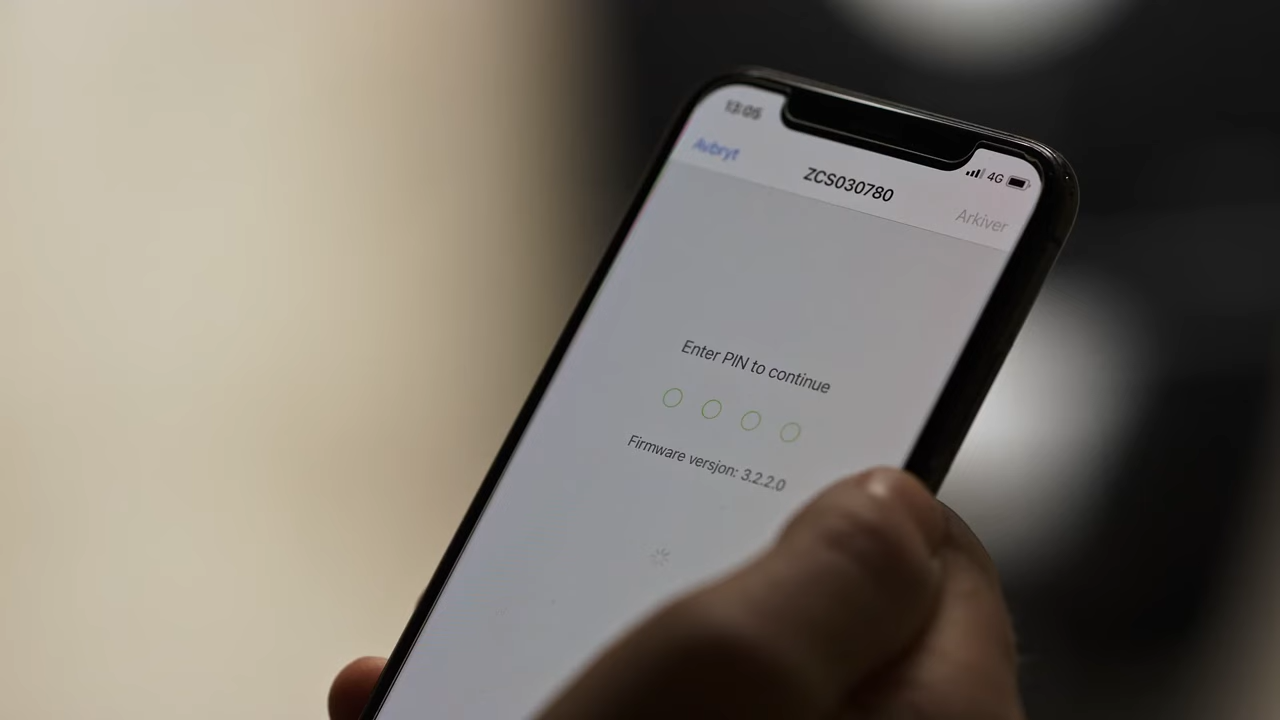 13:05
4G
Avbryt
ZCS030780
Arkiver
Enter PIN to continue
Firmware versjon: 3.2.2.0